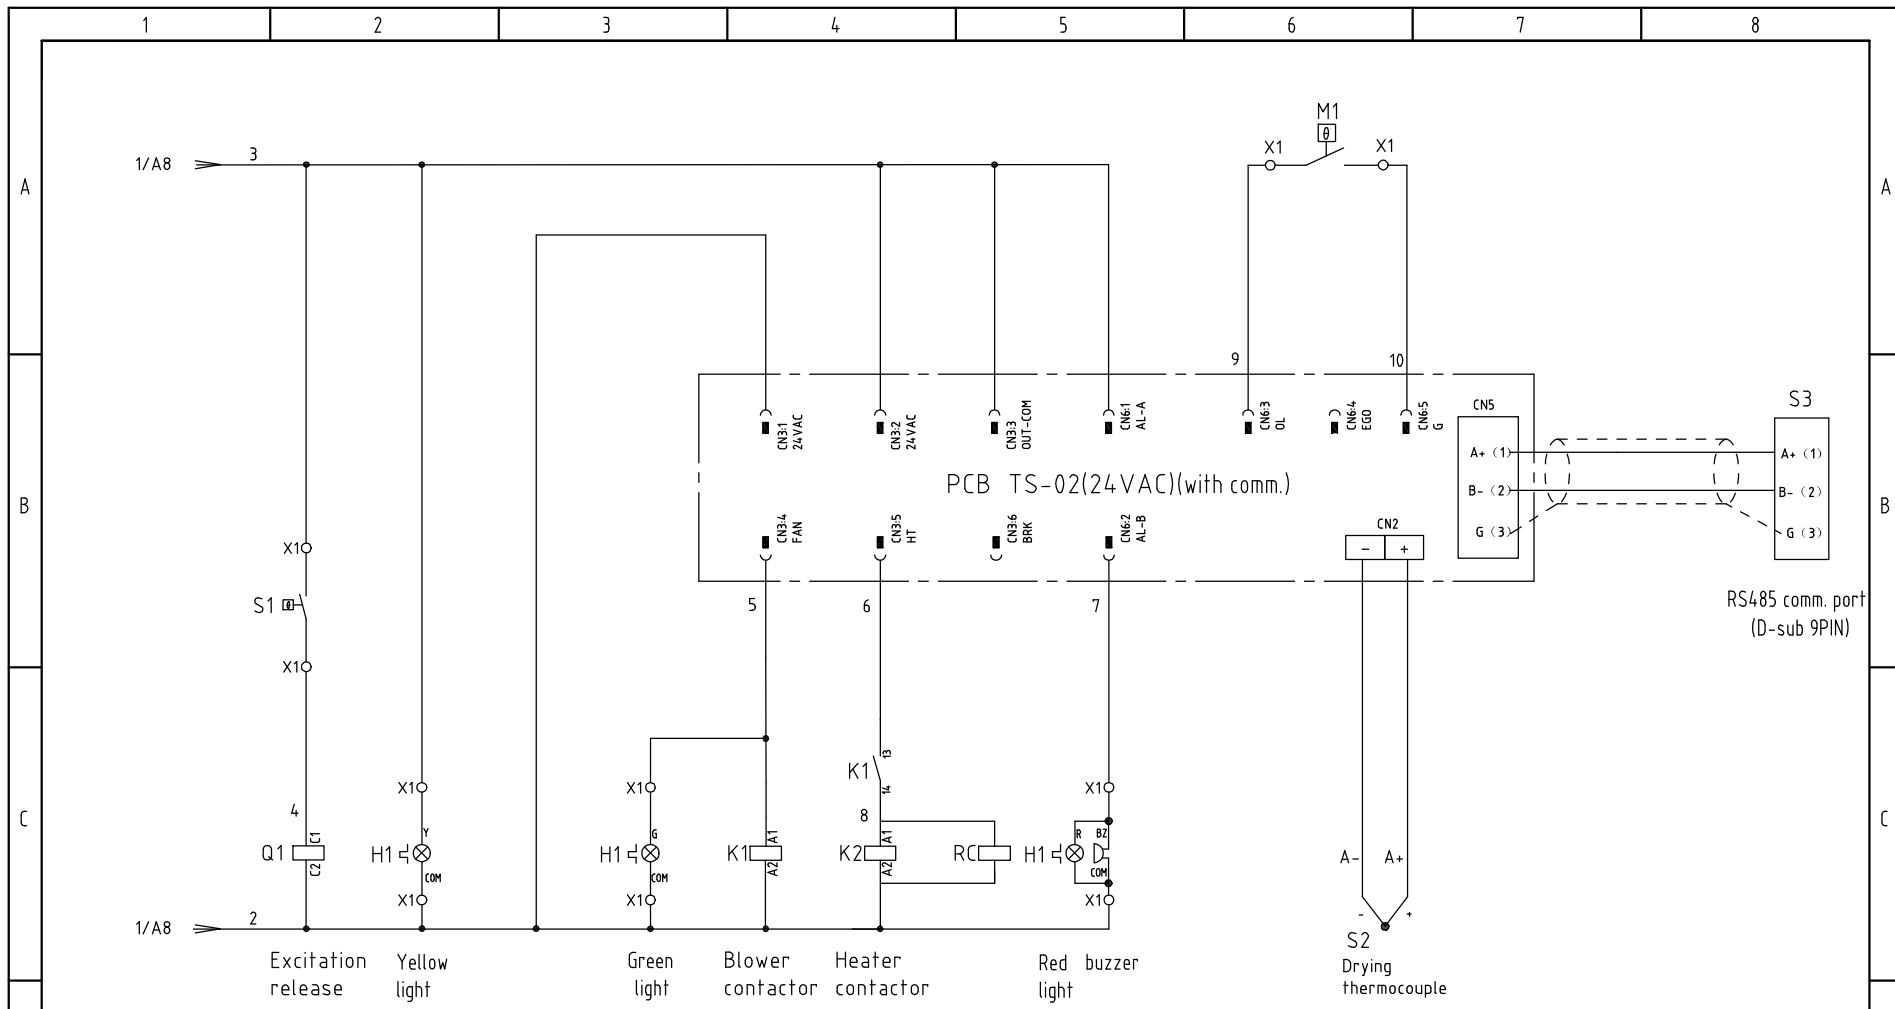 1 2 3 4 5 6 7 8
M1
θ
X1 X1
1/A8 3
A A
9 10
S3
CN5
CN3:1
24VAC
CN3:2
24VAC
CN3:3
OUT-COM
CN6:1
AL-A
CN6:3
OL
CN6:4
EGO
CN6:5
G
A+ (1) A+ (1)
PCB TS-02(24VAC)(with comm.)
B- (2) B- (2)
B B
CN3:4
FAN
CN3:5
HT
CN3:6
BRK
CN6:2
AL-B
CN2
- +
G (3) G (3)
X1
S1 θ
5 6 7
RS485 comm. port
(D-sub 9PIN)
X1
13
K1
14
X1 X1 X1
4 8
C C
C1 Y G A1 A1 R BZ
Q1 H1 H1 K1 K2 RC H1
C2 COM COM A2 A2 COM
A- A+
X1 X1 X1
- +
1/A8 2
S2
Excitation
release
Yellow
light
Green
light
Blower
contactor
Heater
contactor
Red buzzer
light
Drying
thermocouple